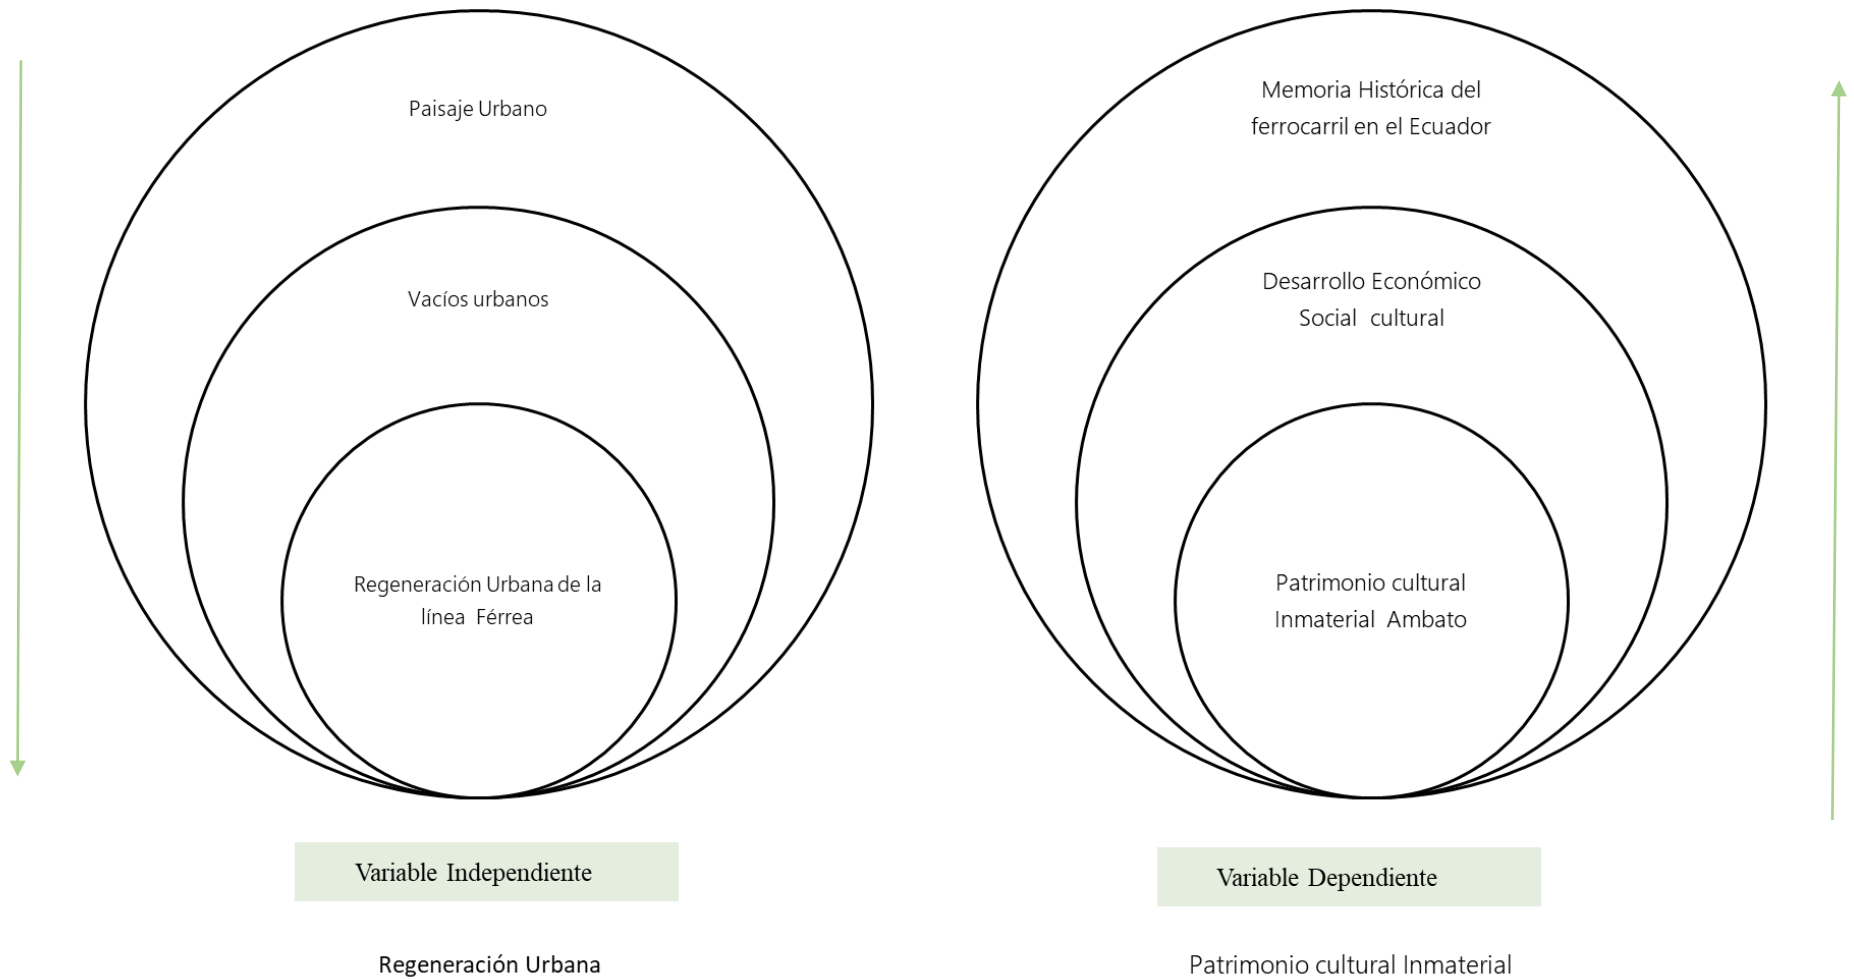 Paisaje Urbano
Vacíos urbanos
Regeneración Urbana de la
línea Férrea
Variable Independiente
Regeneración Urbana
Memoria Histórica del
ferrocarril en el Ecuador
Desarrollo Económico
Social cultural
Patrimonio cultural
Inmaterial Ambato
Variable Dependiente
Patrimonio cultural Inmaterial